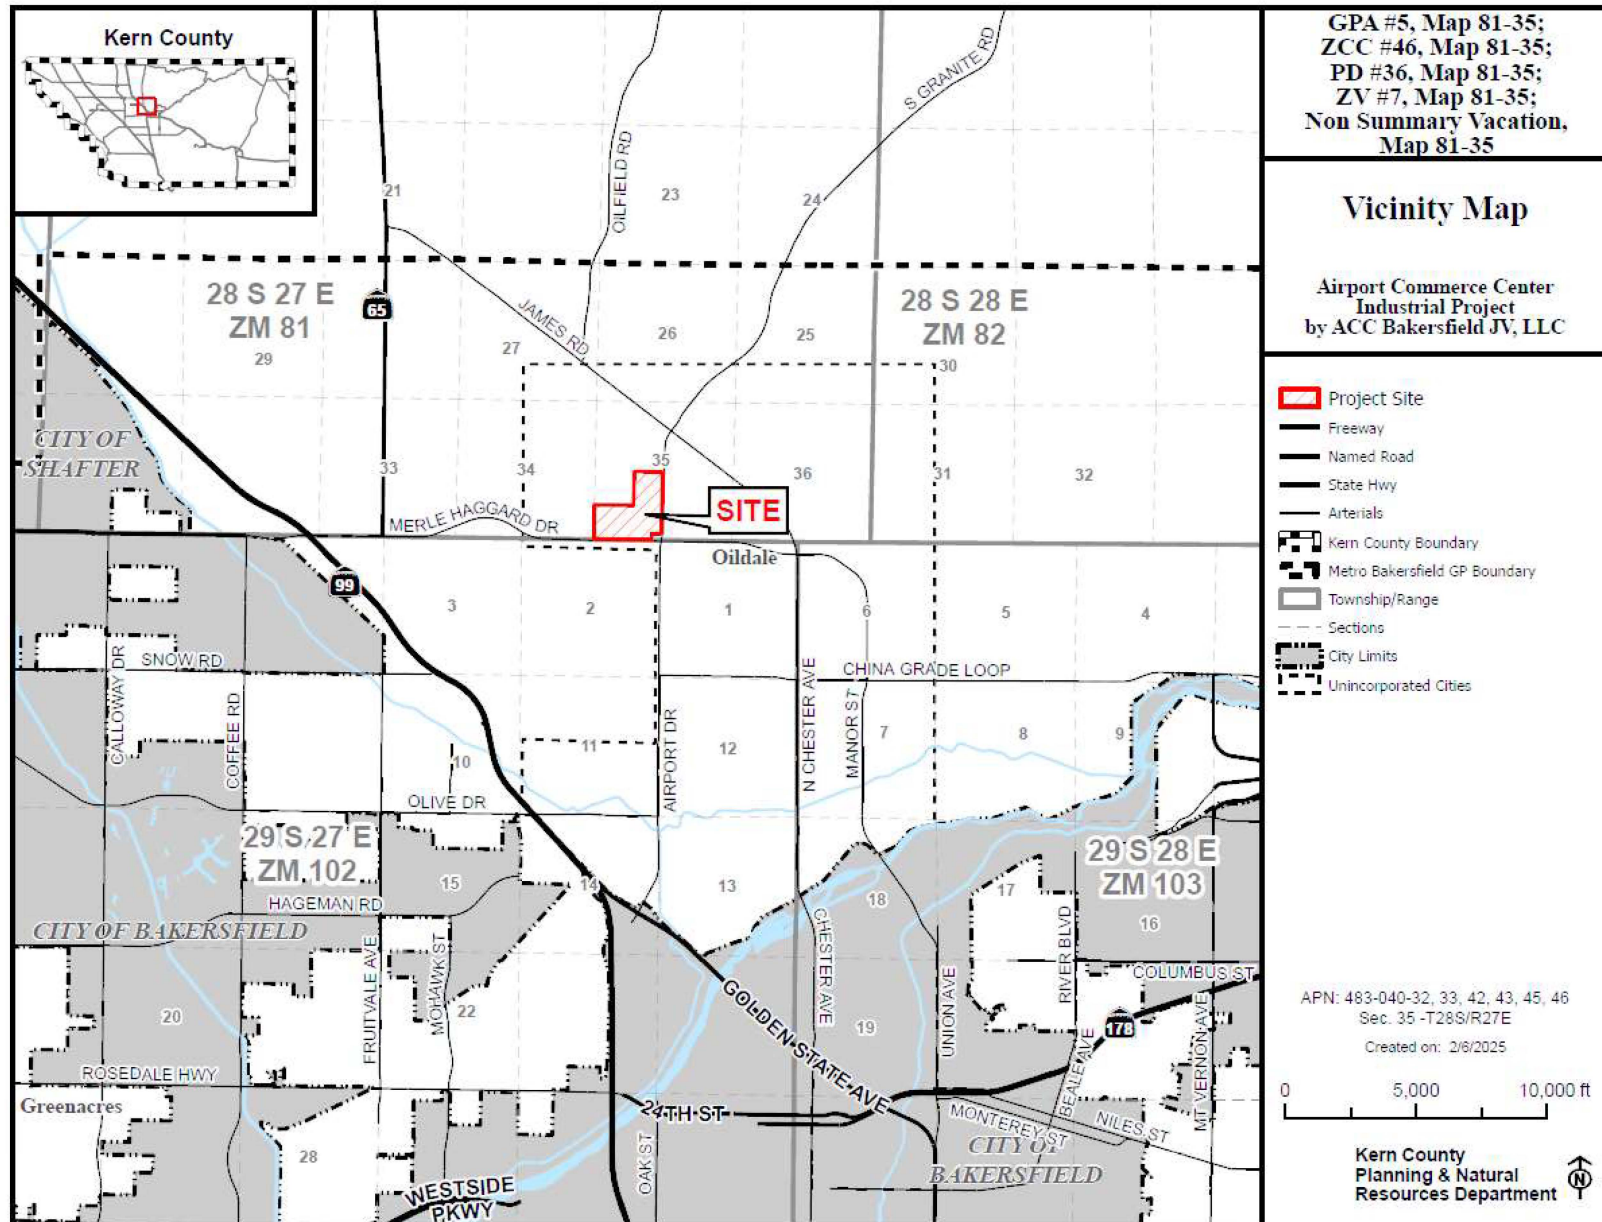 Kern County
GPA #5, Map 81-35;
ZCC #46, Map 81-35;
PD #36, Map 81-35;
ZV #7, Map 81-35;
Non Summary Vacation,
Map 81-35
Vicinity Map
Airport Commerce Center
Industrial Project
by ACC Bakersfield JV, LLC
Project Site
Freeway
Named Road
State Hwy
Arterials
Kern County Boundary
Metro Bakersfield GP Boundary
Township/Range
Sections
City Limits
Unincorporated Cities
APN: 483-040-32, 33, 42, 43, 45, 46
Sec. 35 -T28S/R27E
Created on: 2/6/2025
0 5,000 10,000 ft
Kern County
Planning & Natural
Resources Department
N
S GRANITE RD
OILFIELD RD
21
23
24
28 S 27 E
ZM 81
65
28 S 28 E
ZM 82
JAMES RD
29
27
26
25
30
CITY OF
SHAFTER
33
34
35
36
31
32
MERLE HAGGARD DR
SITE
Oildale
99
3
2
1
6
5
4
SNOW RD
CHINA GRADE LOOP
CALLOWAY DR
COFFEE RD
AIRPORT DR
N CHESTER AVE
MANOR ST
10
11
12
7
8
9
OLIVE DR
29 S 27 E
ZM 102
29 S 28 E
ZM 103
15
14
13
18
17
16
HAGEMAN RD
CITY OF BAKERSFIELD
FRUITVALE AVE
MOHAWK ST
CHESTER AVE
UNION AVE
RIVER BLVD
COLUMBUS ST
20
22
19
GOLDEN STATE AVE
178
BEALE AVE
MT VERNON AVE
ROSEDALE HWY
Greenacres
24TH ST
MONTEREY ST
NILES ST
OAK ST
CITY OF
BAKERSFIELD
28
WESTSIDE
PKWY